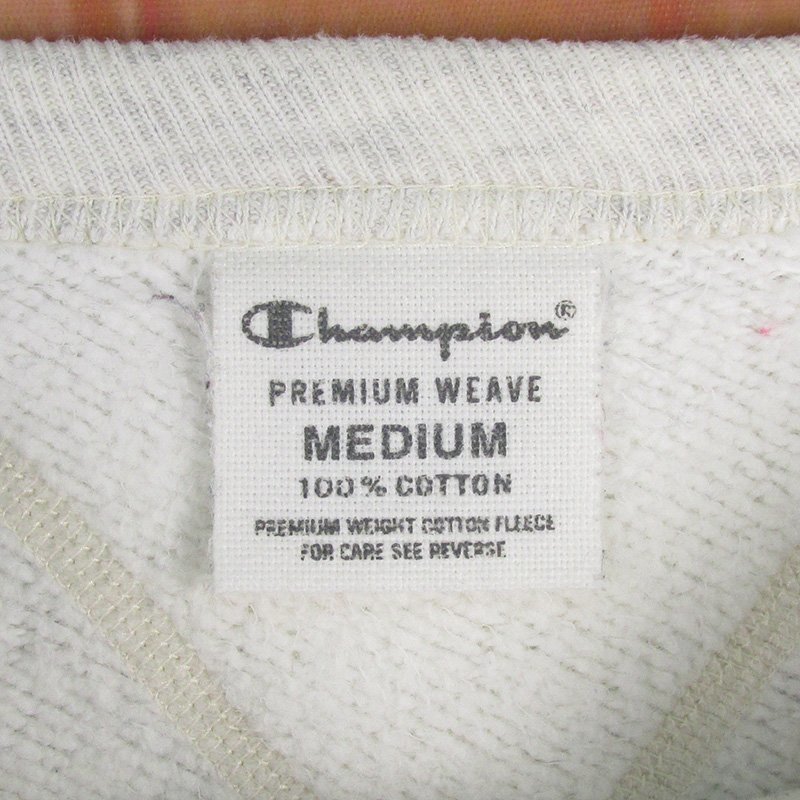 Champion®
PREMIUM WEAVE
MEDIUM
100% COTTON
PREMIUM WEIGHT COTTON FLEECE
FOR CARE SEE REVERSE